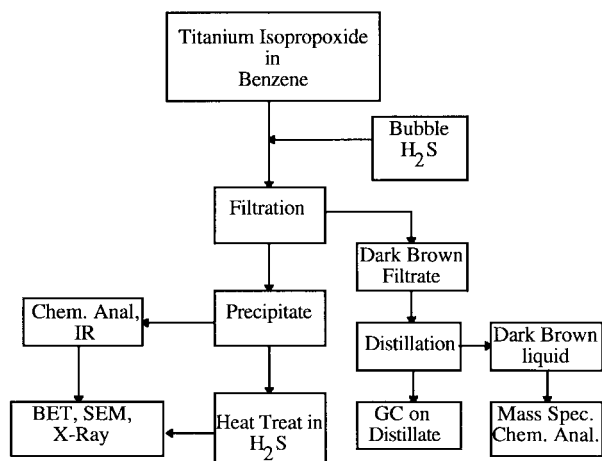 Titanium Isopropoxide
in
Benzene
Bubble
H2S
Filtration
Dark Brown
Filtrate
Chem. Anal,
IR
Precipitate
Distillation
Dark Brown
liquid
BET, SEM,
X-Ray
Heat Treat in
H2S
GC on
Distillate
Mass Spec.
Chem. Anal.